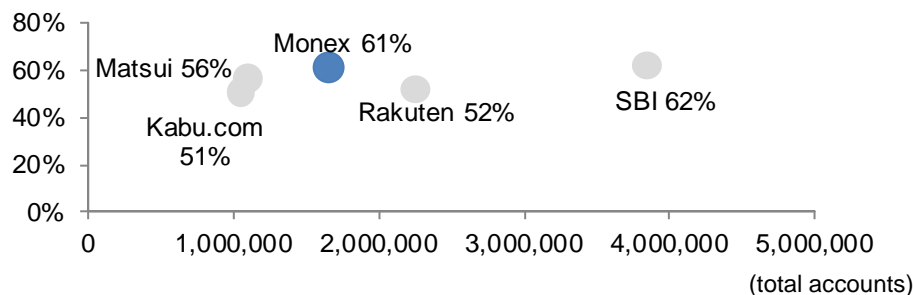 80%
Monex 61%
Matsui 56%
60%
SBI 62%
Rakuten 52%
40%
Kabu.com
51%
20%
0%
0 1,000,000 2,000,000 3,000,000 4,000,000 5,000,000
(total accounts)